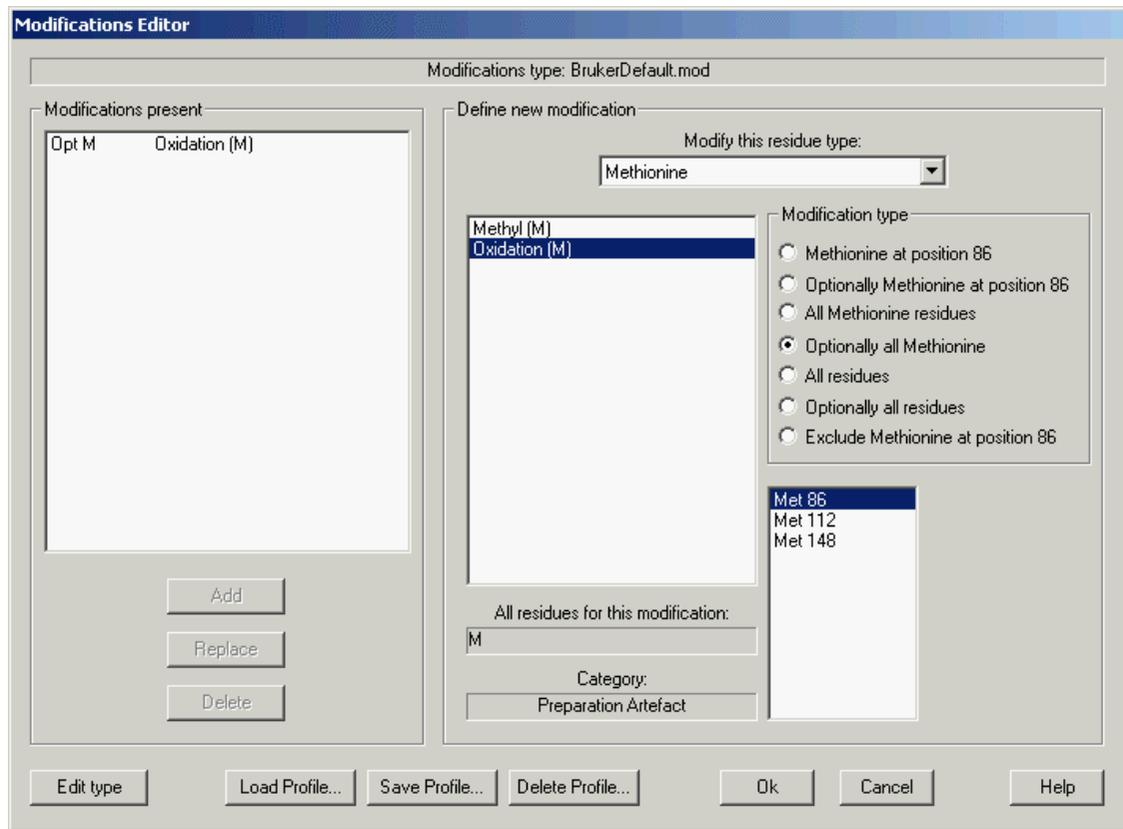 Modifications Editor
Modifications type: BrukerDefault.mod
Modifications present
Opt M Oxidation (M)
Add
Replace
Delete
Define new modification
Modify this residue type:
Methionine
Methyl (M)
Oxidation (M)
Modification type
Methionine at position 86
Optionally Methionine at position 86
All Methionine residues
Optionally all Methionine
All residues
Optionally all residues
Exclude Methionine at position 86
Met 86
Met 112
Met 148
All residues for this modification:
M
Category:
Preparation Artefact
Edit type Load Profile... Save Profile... Delete Profile... Ok Cancel Help